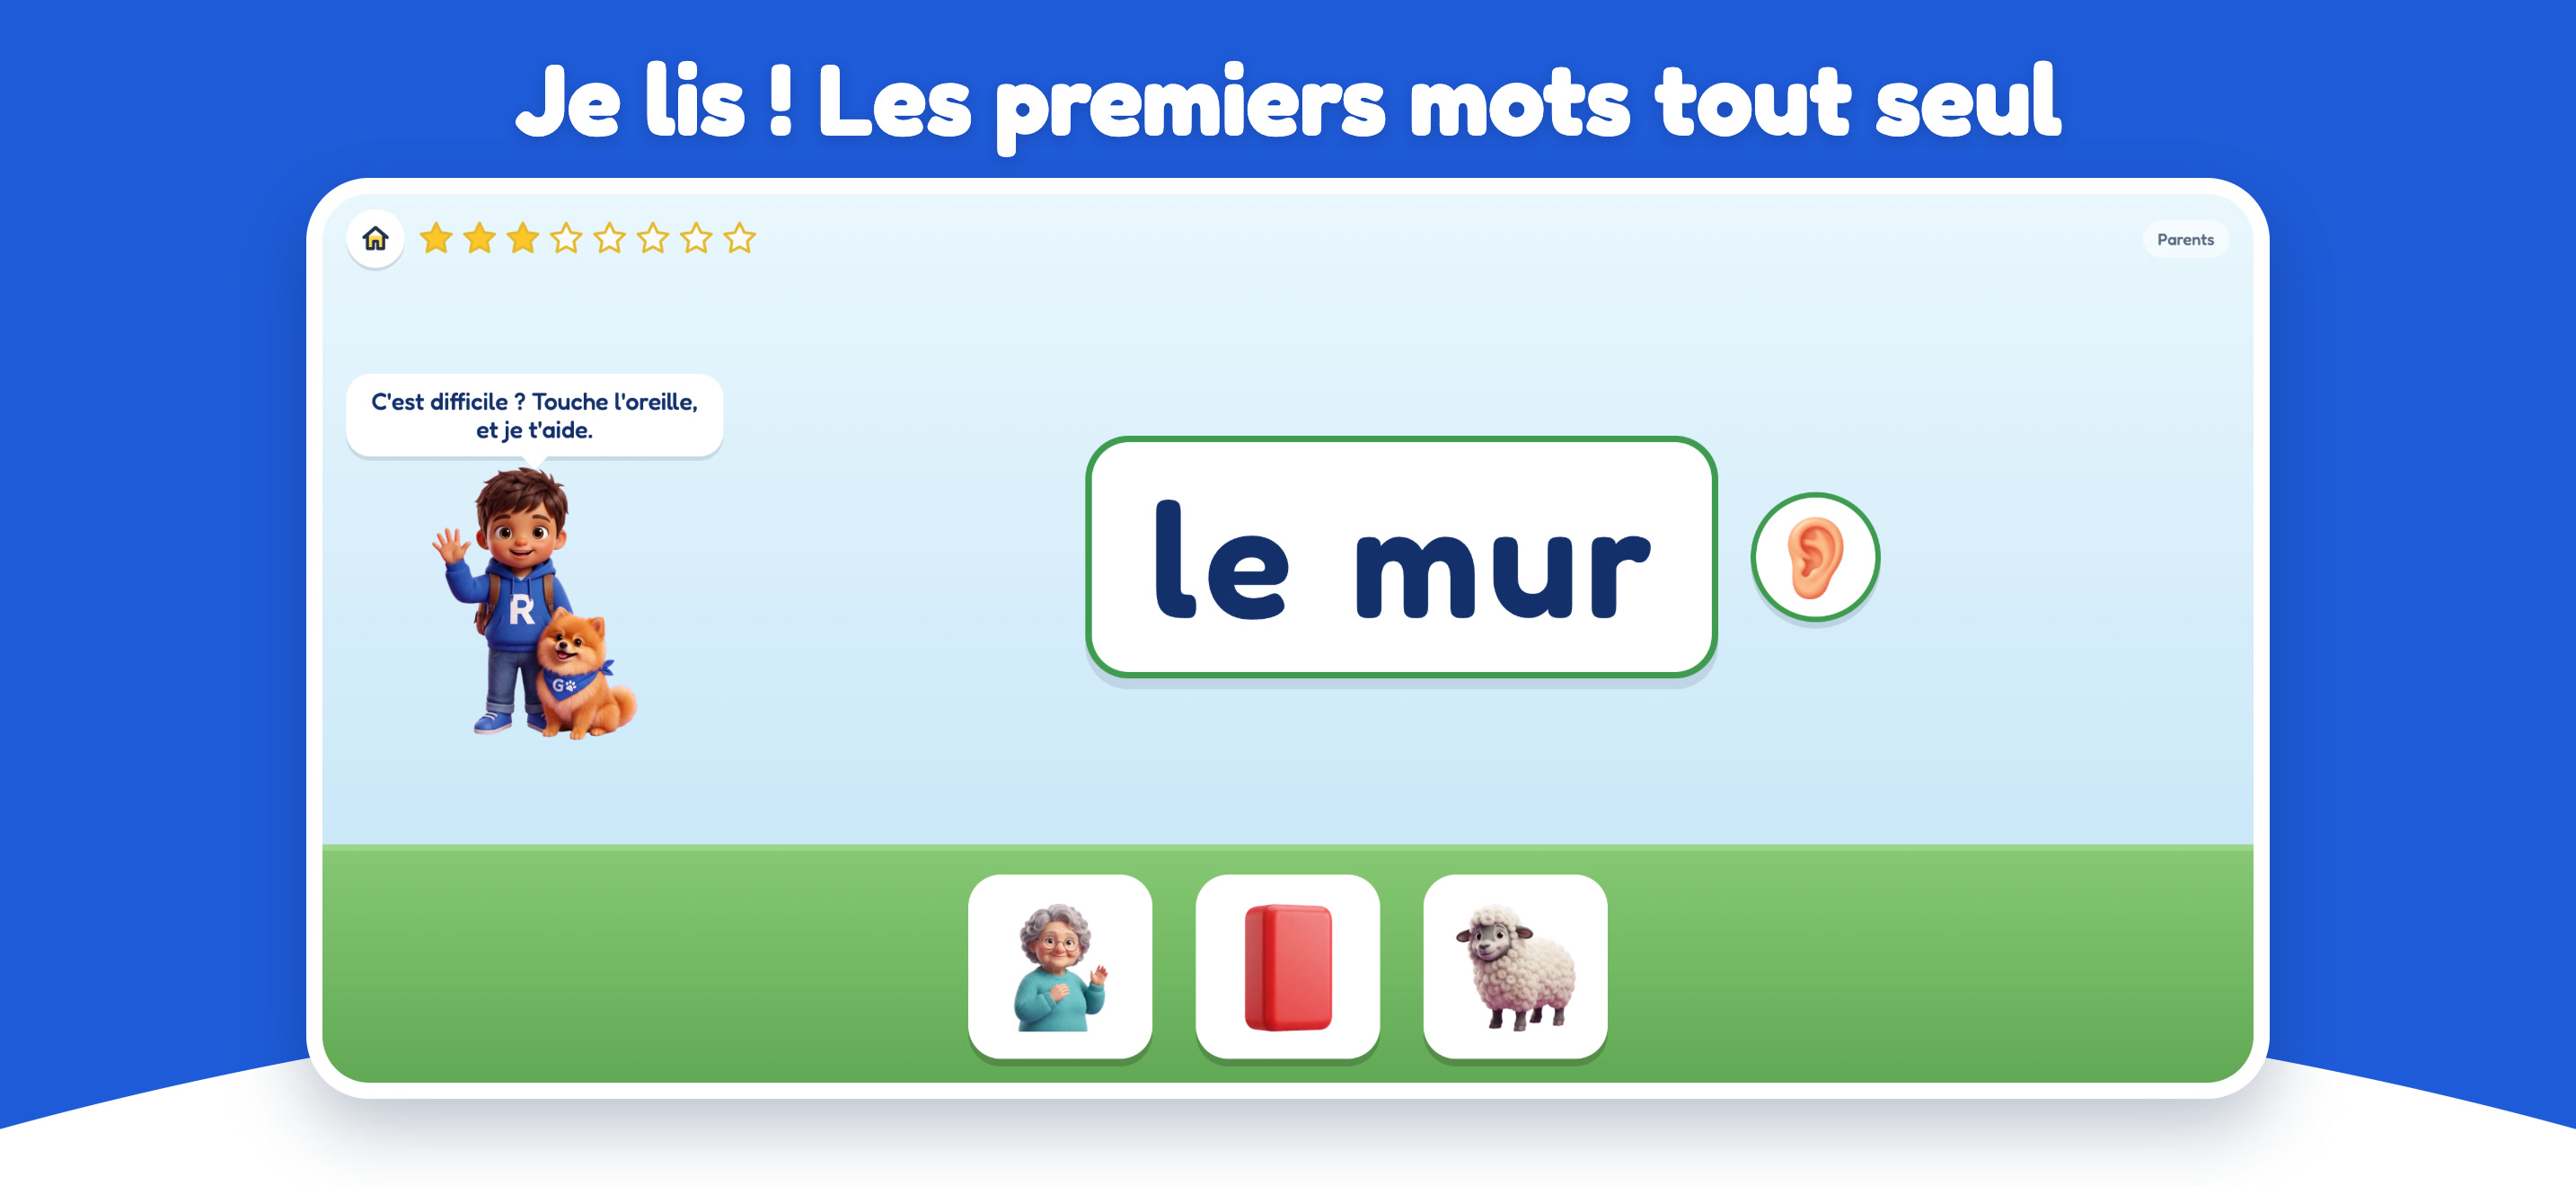 Je lis ! Les premiers mots tout seul
Parents
C'est difficile ? Touche l'oreille,
et je t'aide.
le mur
R
G